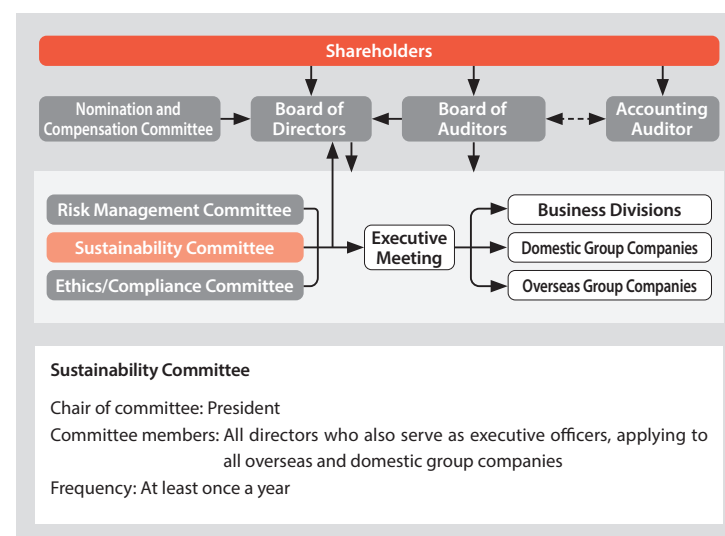 Shareholders
Nomination and
Compensation Committee
Board of
Directors
Board of
Auditors
Accounting
Auditor
Risk Management Committee
Sustainability Committee
Ethics/Compliance Committee
Executive
Meeting
Business Divisions
Domestic Group Companies
Overseas Group Companies
Sustainability Committee
Chair of committee: President
Committee members: All directors who also serve as executive officers, applying to
all overseas and domestic group companies
Frequency: At least once a year